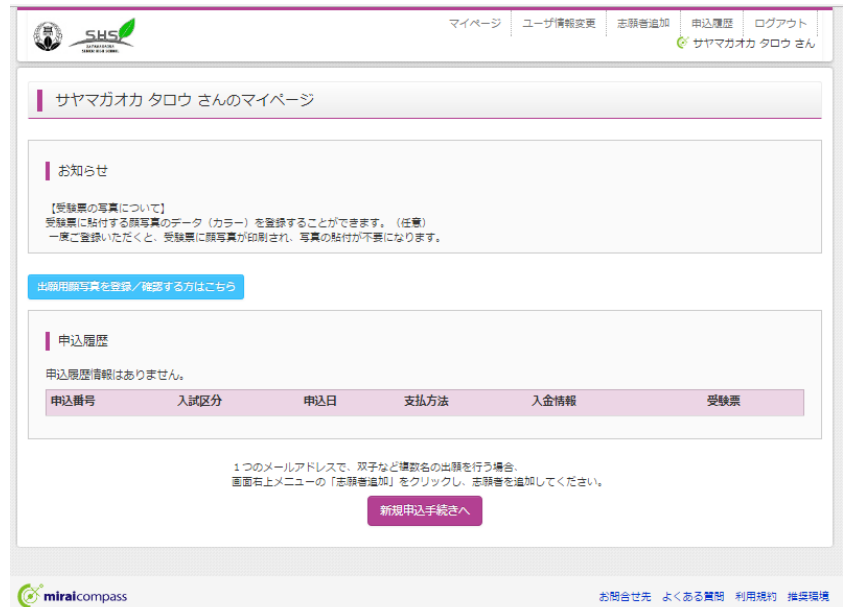 SHS
マイページ ユーザ情報変更 志願者追加 申込履歴 ログアウト
サヤマガオカ タロウ さん
サヤマガオカ タロウ さんのマイページ
お知らせ
【受験票の写真について】
受験票に貼付する顔写真のデータ（カラー）を登録することができます。（任意）
一度ご登録いただくと、受験票に顔写真が印刷され、写真の貼付が不要になります。
出願用顔写真を登録／確認する方はこちら
申込履歴
申込履歴情報はありません。
申込番号 入試区分 申込日 支払方法 入金情報 受験票
１つのメールアドレスで、双子など複数名の出願を行う場合、
画面右上メニューの「志願者追加」をクリックし、志願者を追加してください。
新規申込手続きへ
miraicompass
お問合せ先 よくある質問 利用規約 推奨環境